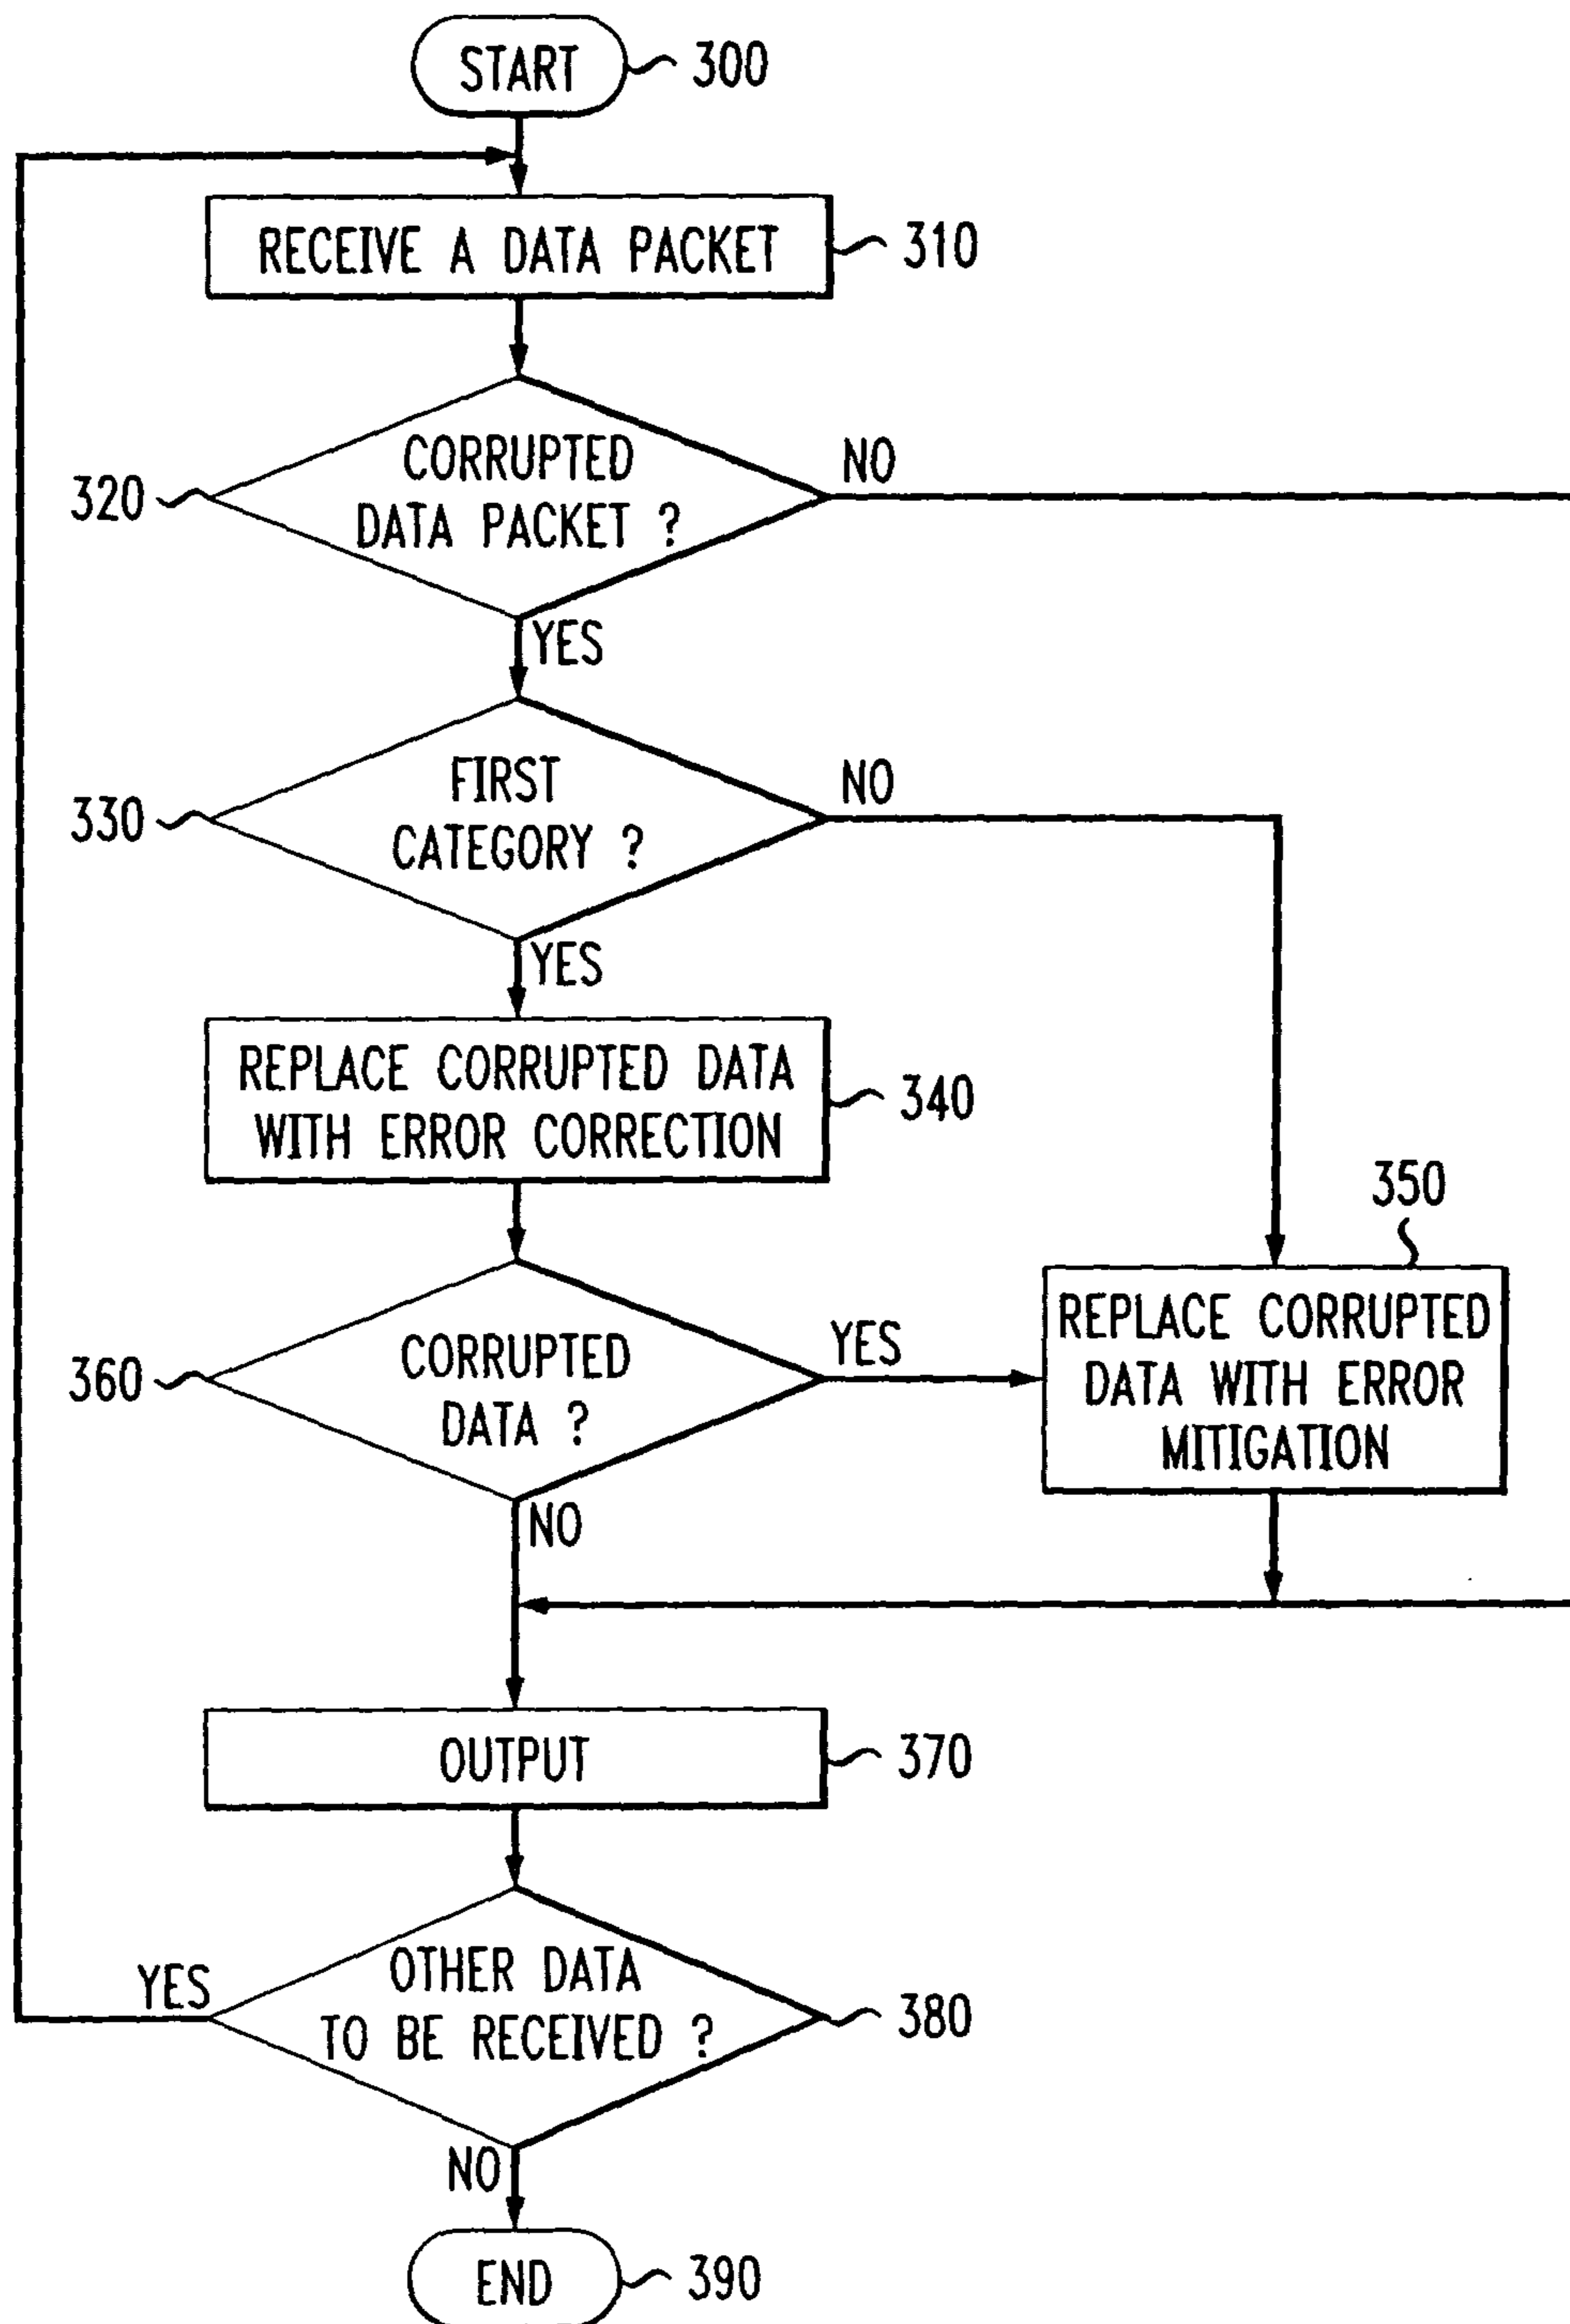 START
300
RECEIVE A DATA PACKET
310
CORRUPTED
DATA PACKET ?
320
NO
YES
FIRST
CATEGORY ?
330
NO
YES
REPLACE CORRUPTED DATA
WITH ERROR CORRECTION
340
350
REPLACE CORRUPTED
DATA WITH ERROR
MITIGATION
CORRUPTED
DATA ?
360
YES
NO
OUTPUT
370
OTHER DATA
TO BE RECEIVED ?
YES
380
NO
END
390